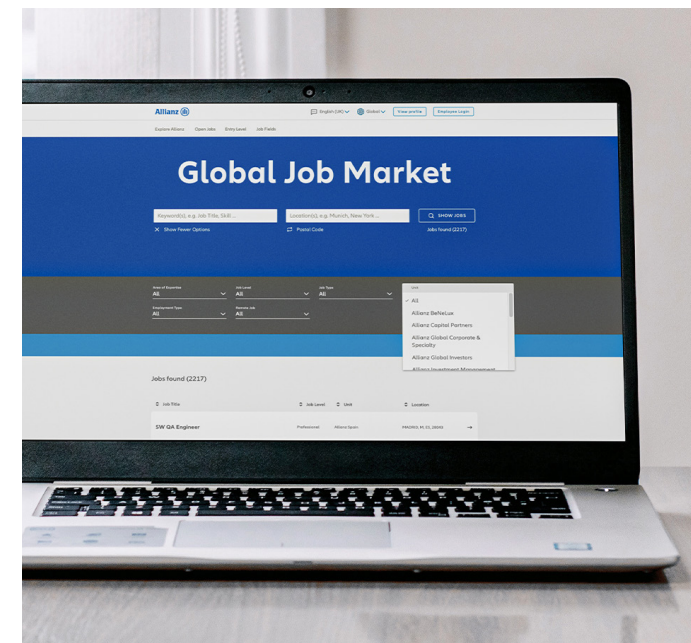 Allianz
English (UK) Global View profile Employee Login
Explore Allianz Open Jobs Entry Level Job Fields
Global Job Market
Keyword(s), e.g. Job Title, Skill ...
Location(s), e.g. Munich, New York ...
SHOW JOBS
Show Fewer Options
Postal Code
Jobs found (2217)
Area of Expertise
All
Job Level
All
Job Type
All
Unit
All
Employment Type
All
Remote Job
All
Allianz BeNeLux
Allianz Capital Partners
Allianz Global Corporate &
Specialty
Allianz Global Investors
Allianz Investment Management
Jobs found (2217)
Job Title Job Level Unit Location
SW QA Engineer Professional Allianz Spain